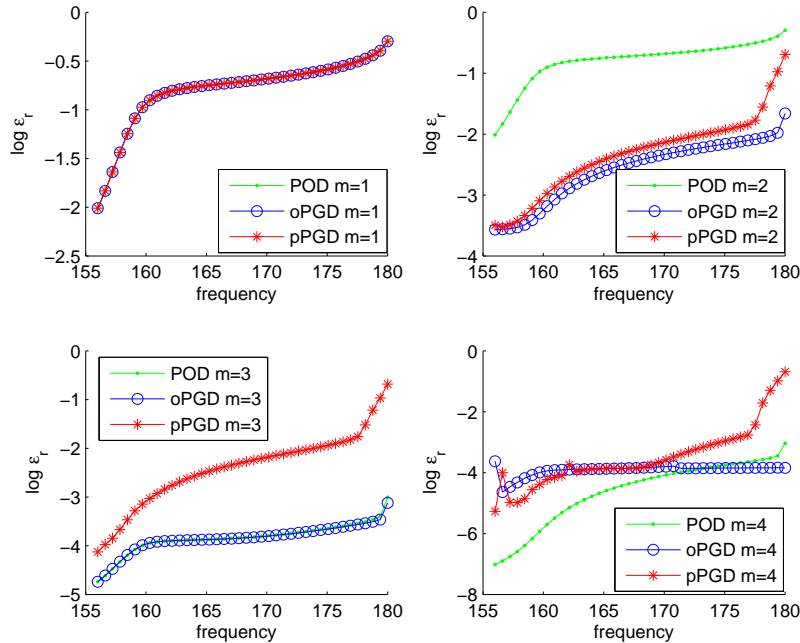 0
-0.5
-1
-1.5
-2
-2.5
155 160 165 170 175 180
frequency
log εr
POD m=1
oPGD m=1
pPGD m=1
0
−1
−2
−3
−4
155 160 165 170 175 180
frequency
log εr
POD m=2
oPGD m=2
pPGD m=2
0
−1
−2
−3
−4
−5
155 160 165 170 175 180
frequency
log εr
POD m=3
oPGD m=3
pPGD m=3
0
−2
−4
−6
−8
155 160 165 170 175 180
frequency
log εr
POD m=4
oPGD m=4
pPGD m=4